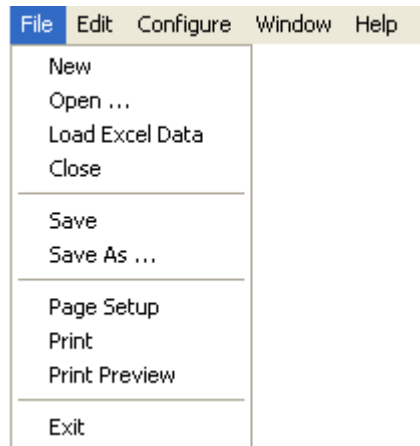 File Edit Configure Window Help
New
Open ...
Load Excel Data
Close
Save
Save As ...
Page Setup
Print
Print Preview
Exit